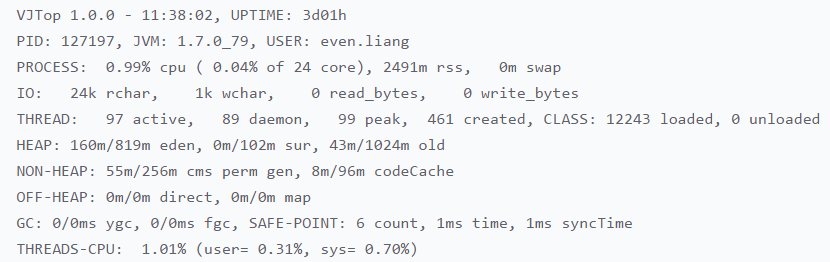 VJTop 1.0.0 - 11:38:02, UPTIME: 3d01h
PID: 127197, JVM: 1.7.0_79, USER: even.liang
PROCESS:  0.99% cpu ( 0.04% of 24 core), 2491m rss,   0m swap
IO:   24k rchar,    1k wchar,    0 read_bytes,    0 write_bytes
THREAD:   97 active,   89 daemon,   99 peak,  461 created, CLASS: 12243 loaded, 0 unloaded
HEAP: 160m/819m eden, 0m/102m sur, 43m/1024m old
NON-HEAP: 55m/256m cms perm gen, 8m/96m codeCache
OFF-HEAP: 0m/0m direct, 0m/0m map
GC: 0/0ms ygc, 0/0ms fgc, SAFE-POINT: 6 count, 1ms time, 1ms syncTime
THREADS-CPU:  1.01% (user= 0.31%, sys= 0.70%)